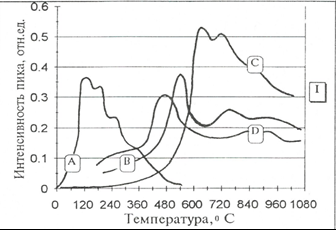 Интенсивность пика, отн.ед.
0.6
0.5
0.4
0.3
0.2
0.1
0
A
B
C
D
I
0 120 240 360 480 600 720 840 960 1080
Температура,º С